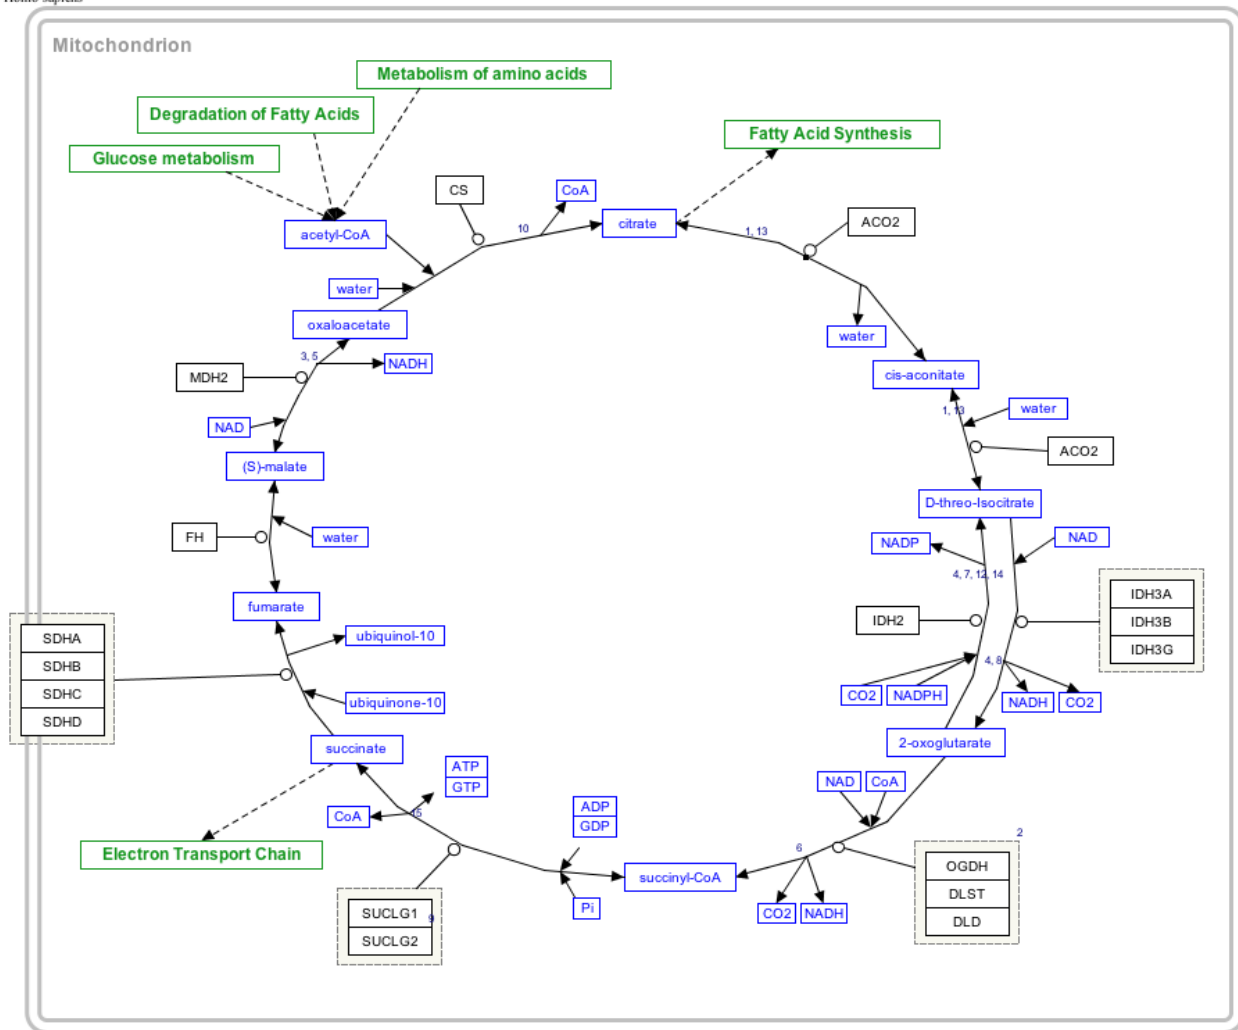 Homo sapiens
Mitochondrion
Metabolism of amino acids
Degradation of Fatty Acids
Glucose metabolism
Fatty Acid Synthesis
CS
CoA
acetyl-CoA
10
citrate
1, 13
ACO2
water
oxaloacetate
water
3, 5
NADH
MDH2
cis-aconitate
1, 13
water
NAD
ACO2
(S)-malate
D-threo-Isocitrate
FH
water
NADP
NAD
4, 7, 12, 14
fumarate
IDH2
IDH3A
IDH3B
IDH3G
SDHA
SDHB
SDHC
SDHD
ubiquinol-10
4, 8
CO2
NADPH
NADH
CO2
ubiquinone-10
succinate
2-oxoglutarate
ATP
GTP
NAD
CoA
CoA
15
ADP
GDP
2
Electron Transport Chain
6
succinyl-CoA
OGDH
DLST
DLD
SUCLG1
9
SUCLG2
Pi
CO2
NADH